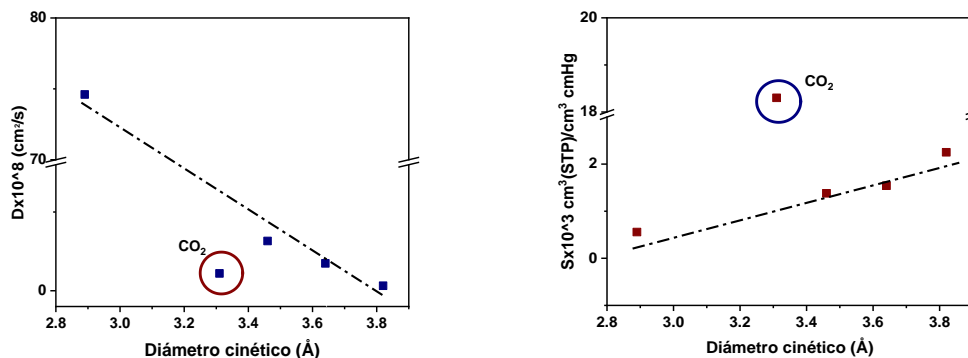 80
70
0
Dx10^8 (cm²/s)
CO2
2.8 3.0 3.2 3.4 3.6 3.8
Diámetro cinético (Å)
20
18
2
0
Sx10^3 cm³(STP)/cm³ cmHg
CO2
2.8 3.0 3.2 3.4 3.6 3.8
Diámetro cinético (Å)